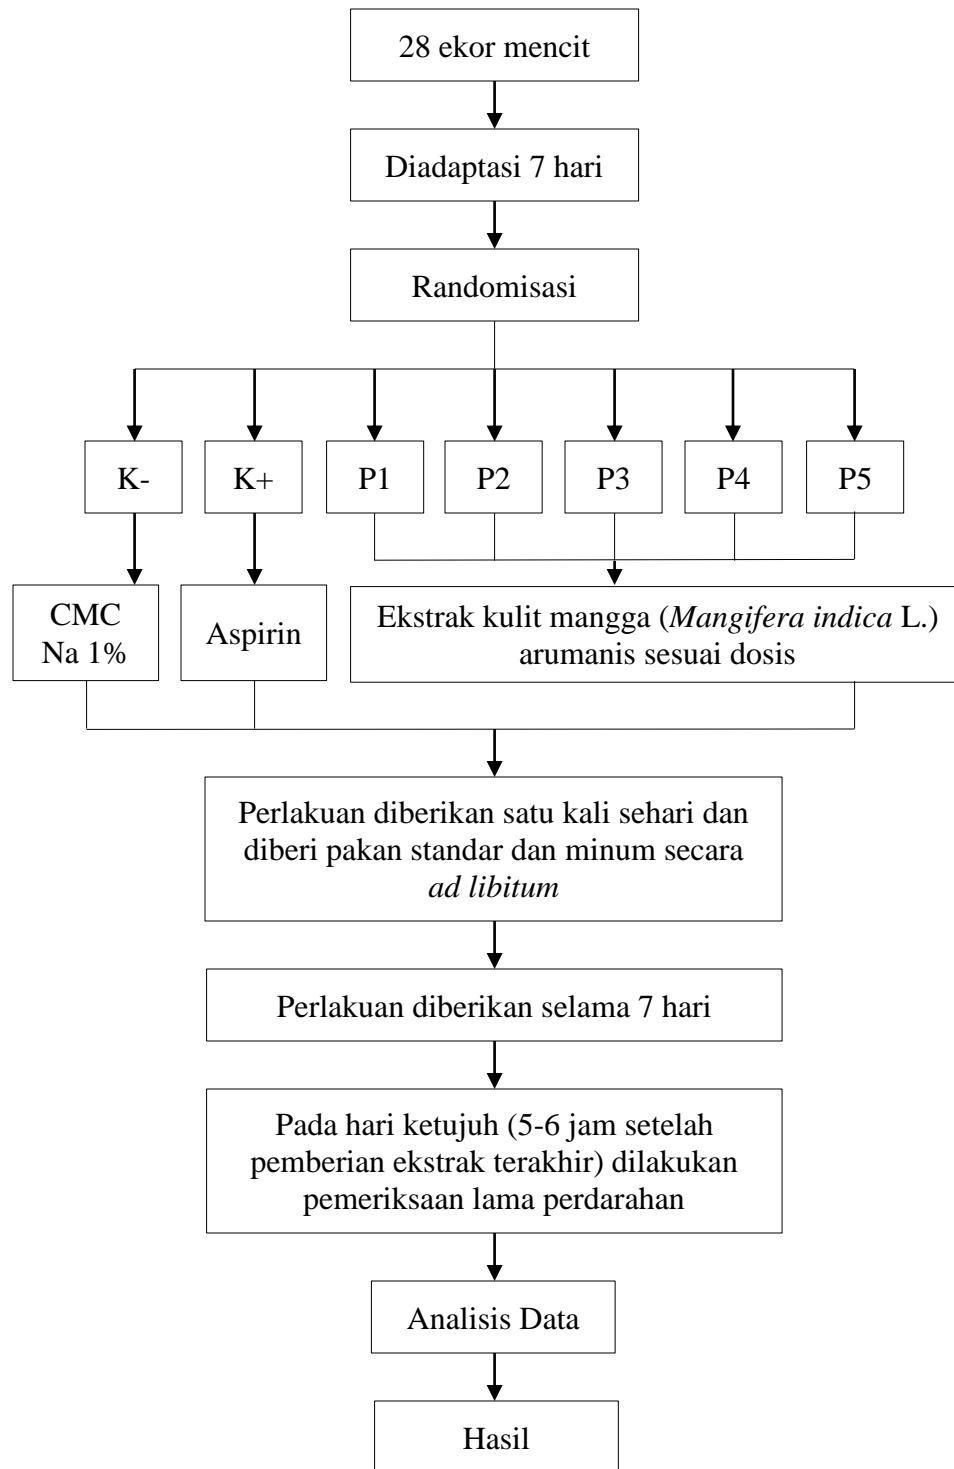 28 ekor mencit
Diadaptasi 7 hari
Randomisasi
K-
K+
P1
P2
P3
P4
P5
CMC
Na 1%
Aspirin
Ekstrak kulit mangga (Mangifera indica L.)
arumanis sesuai dosis
Perlakuan diberikan satu kali sehari dan
diberi pakan standar dan minum secara
ad libitum
Perlakuan diberikan selama 7 hari
Pada hari ketujuh (5-6 jam setelah
pemberian ekstrak terakhir) dilakukan
pemeriksaan lama perdarahan
Analisis Data
Hasil